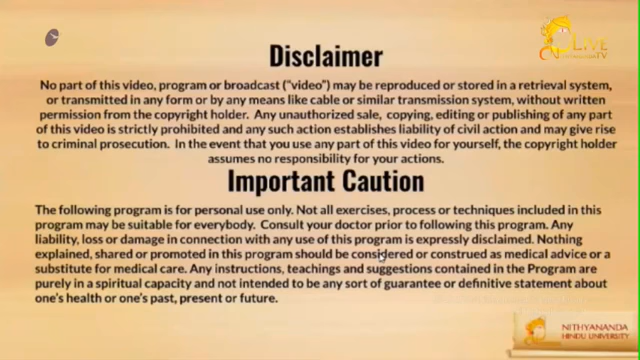 LIVE
TV
Disclaimer
No part of this video, program or broadcast ("video") may be reproduced or stored in a retrieval system,
or transmitted in any form or by any means like cable or similar transmission system, without written
permission from the copyright holder. Any unauthorized sale, copying, editing or publishing of any part
of this video is strictly prohibited and any such action establishes liability of civil action and may give rise
to criminal prosecution. In the event that you use any part of this video for yourself, the copyright holder
assumes no responsibility for your actions.
Important Caution
The following program is for personal use only. Not all exercises, process or techniques included in this
program may be suitable for everybody. Consult your doctor prior to following this program. Any
liability, loss or damage in connection with any use of this program is expressly disclaimed. Nothing
explained, shared or promoted in this program should be considered or construed as medical advice or a
substitute for medical care. Any instructions, teachings and suggestions contained in the Program are
purely in a spiritual capacity and not intended to be any sort of guarantee or definitive statement about
one's health or one's past, present or future.
NITHYANANDA
HINDU UNIVERSITY